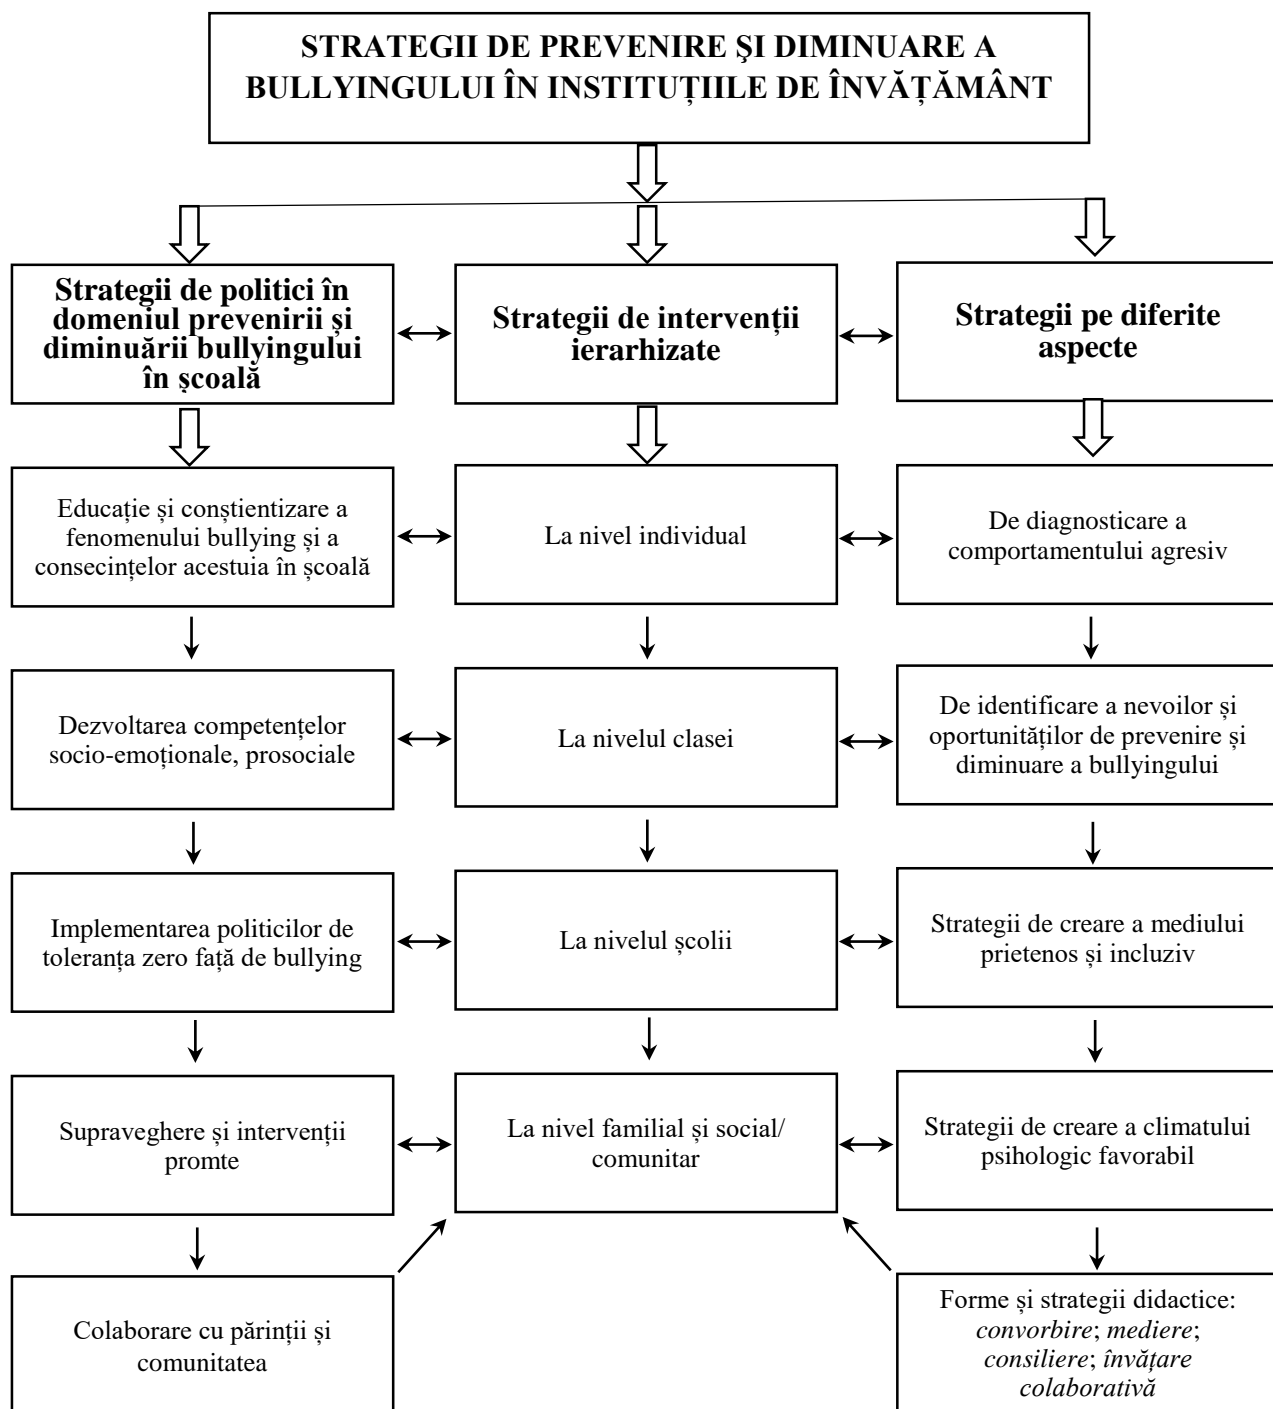 STRATEGII DE PREVENIRE ŞI DIMINUARE A
BULLYINGULUI ÎN INSTITUȚIILE DE ÎNVĂȚĂMÂNT
Strategii de politici în
domeniul prevenirii și
diminuării bullyingului
în școală
Strategii de intervenții
ierarhizate
Strategii pe diferite
aspecte
Educație și conștientizare a
fenomenului bullying și a
consecințelor acestuia în școală
La nivel individual
De diagnosticare a
comportamentului agresiv
Dezvoltarea competențelor
socio-emoționale, prosociale
La nivelul clasei
De identificare a nevoilor și
oportunităților de prevenire și
diminuare a bullyingului
Implementarea politicilor de
toleranța zero față de bullying
La nivelul școlii
Strategii de creare a mediului
prietenos și incluziv
Supraveghere și intervenții
promte
La nivel familial și social/
comunitar
Strategii de creare a climatului
psihologic favorabil
Colaborare cu părinții și
comunitatea
Forme și strategii didactice:
convorbire; mediere;
consiliere; învățare
colaborativă